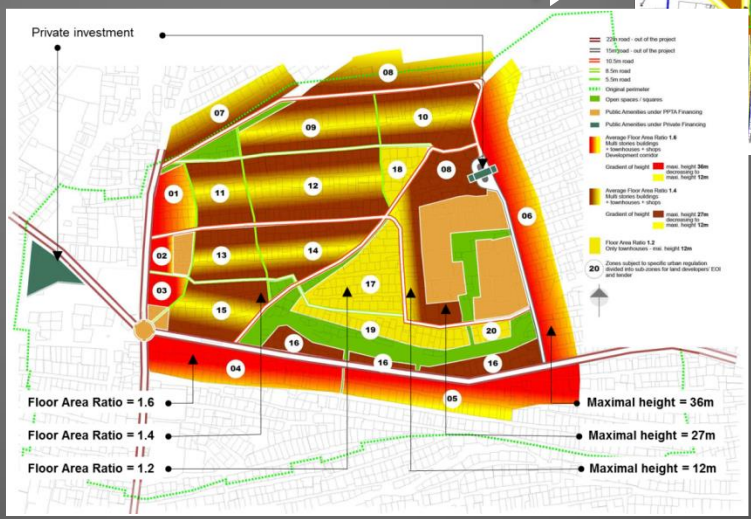 Private investment
22m road - out of the project
15m road - out of the project
10.5m road
8.5m road
5.5m road
Original perimeter
Open spaces / squares
Public Amenities under PPTA Financing
Public Amenities under Private Financing
Average Floor Area Ratio 1.6
Multi stories buildings
+ townhouses + shops
Development corridor
Gradient of height
maxi. height 36m
decreasing to
maxi. height 12m
Average Floor Area Ratio 1.4
Multi stories buildings
+ townhouses + shops
Gradient of height
maxi. height 27m
decreasing to
maxi. height 12m
Floor Area Ratio 1.2
Only townhouses - maxi. height 12m
20
Zones subject to specific urban regulation
divided into sub-zones for land developers' EOI
and tender
08
07
09
10
18
08
01
11
12
06
02
13
14
03
17
15
19
20
16
16
16
04
05
Floor Area Ratio = 1.6
Floor Area Ratio = 1.4
Floor Area Ratio = 1.2
Maximal height = 36m
Maximal height = 27m
Maximal height = 12m